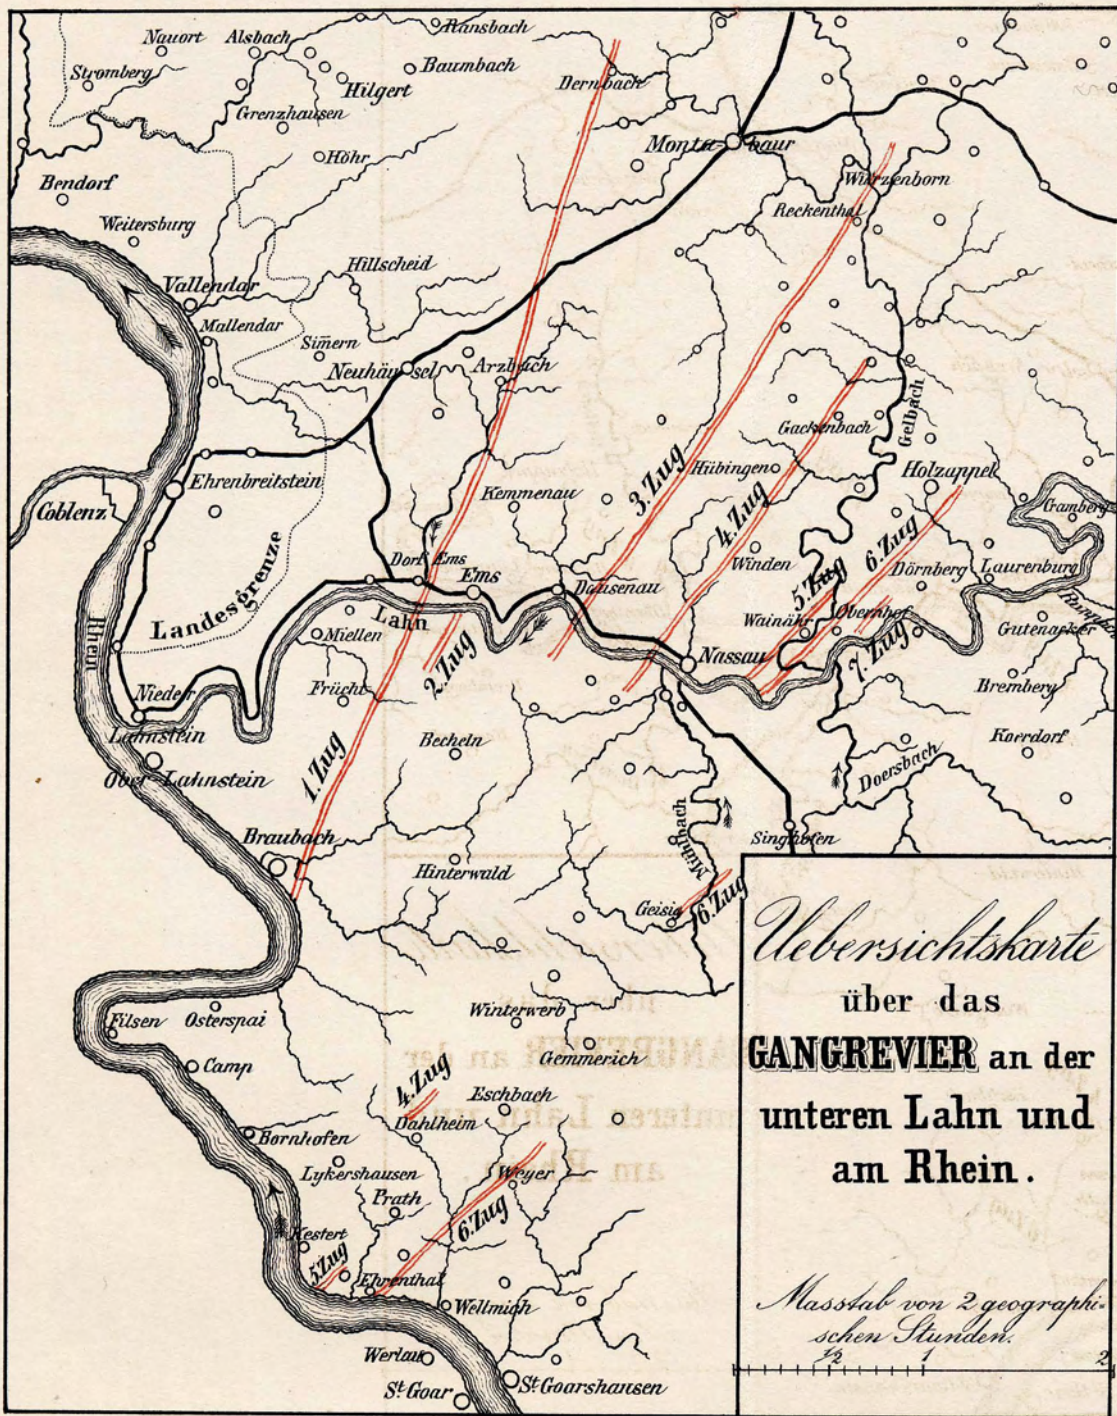 Ransbach
Nauort
Alsbach
Stromberg
Baumbach
Dernbach
Hilgert
Grenzhausen
Montabaur
Höhr
Wurzenborn
Bendorf
Reckenthal
Weitersburg
Hillscheid
Vallendar
Mallendar
Sim̄ern
Neuhäusel
Arzbach
Gackenbach
Gelbach
Hübingen
Holzappel
3. Zug
4. Zug
Ehrenbreitstein
Kemmenau
Coblenz
Cramberg
6. Zug
Landesgrenze
Dorf Ems
Ems
Winden
Dörnberg
Laurenburg
5. Zug
Dausenau
Lahn
Wainähr
Obernhof
Rhein
Miellen
Gutenacker
2. Zug
Nassau
7. Zug
Frücht
Bremberg
Nieder
Lahnstein
Becheln
Koerdorf
Ober-Lahnstein
1. Zug
Doersbach
Braubach
Mühlbach
Singhofen
Hinterwald
Geisig
6. Zug
Filsen
Osterspai
Winterwerb
Gemmerich
Camp
4. Zug
Eschbach
Dahlheim
Bornhofen
Lykershausen
Weyer
Prath
6. Zug
Kestert
5. Zug
Ehrenthal
Wellmich
Werlau
St. Goar
St. Goarshausen
Uebersichtskarte
über das
GANGREVIER an der
unteren Lahn und
am Rhein.
Masstab von 2 geographi-
schen Stunden.
1/2 1 2